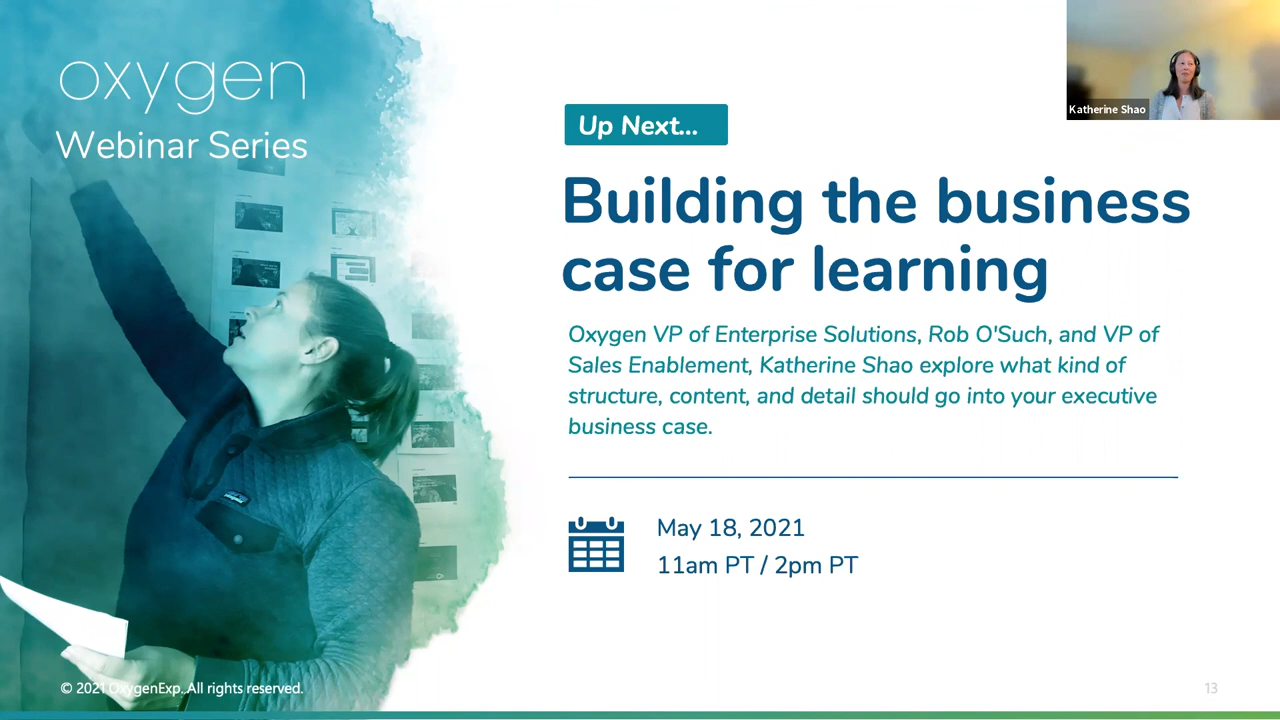 oxygen
Webinar Series
Katherine Shao
Up Next...
Building the business
case for learning
Oxygen VP of Enterprise Solutions, Rob O'Such, and VP of
Sales Enablement, Katherine Shao explore what kind of
structure, content, and detail should go into your executive
business case.
May 18, 2021
11am PT / 2pm PT
© 2021 OxygenExp. All rights reserved.
13